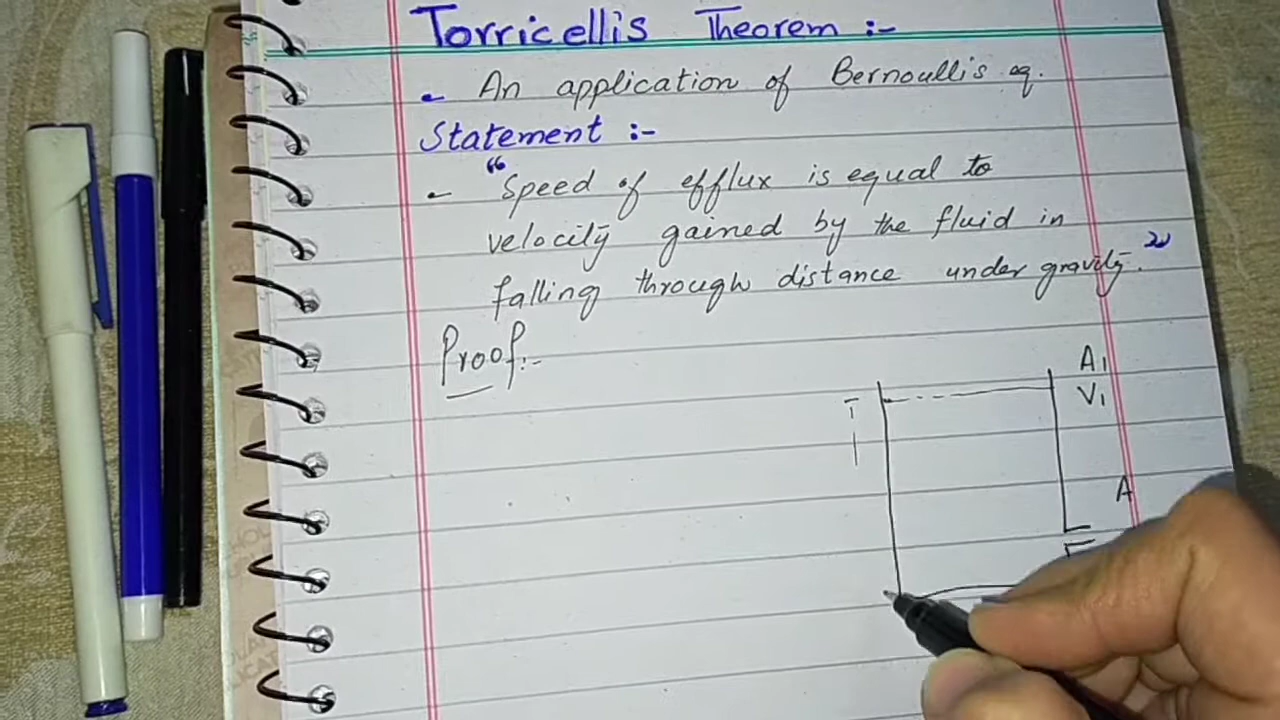 Torricellis Theorem :-
- An application of Bernoullis eq.
Statement :-
- "Speed of efflux is equal to
velocity gained by the fluid in
falling through distance under gravity."
Proof:-
A1
V1
A